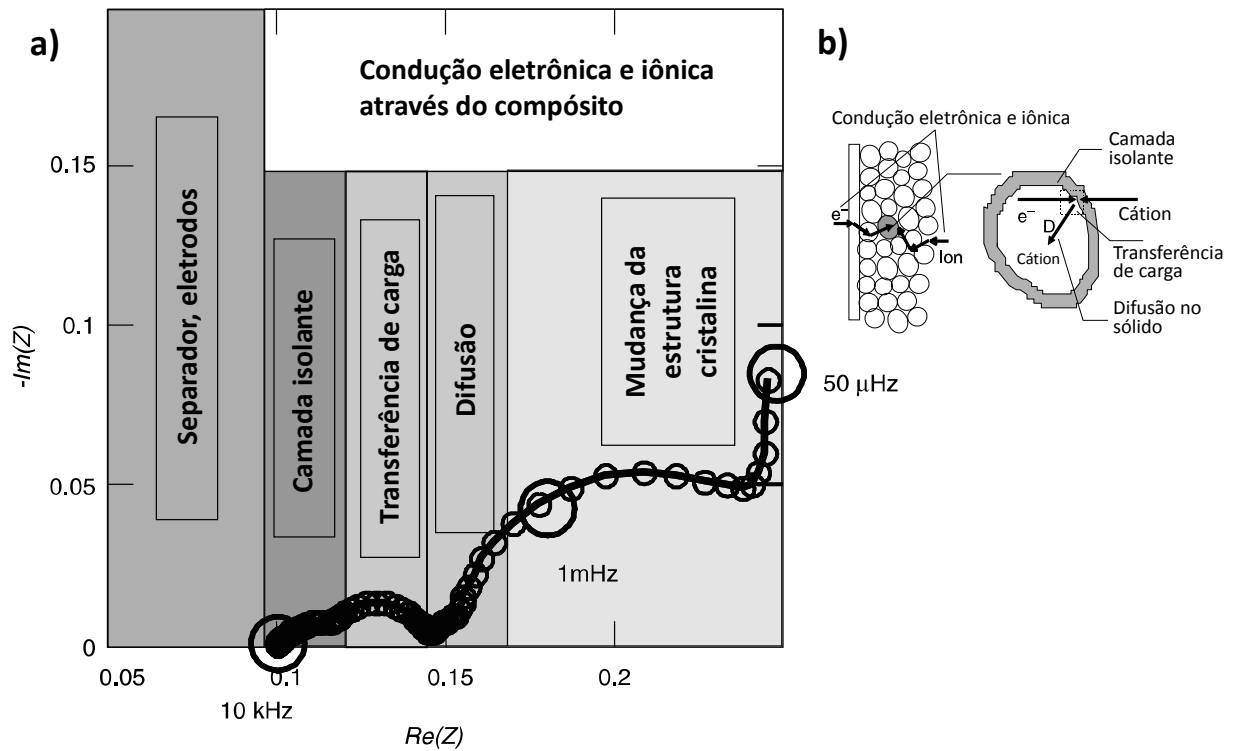 a)
Condução eletrônica e iônica
através do compósito
Separador, eletrodos
Camada isolante
Transferência de carga
Difusão
Mudança da
estrutura
cristalina
-Im(Z)
0.15
0.1
0.05
0
0.05
0.1
0.15
0.2
10 kHz
1mHz
50 μHz
Re(Z)
b)
Condução eletrônica e iônica
Camada
isolante
e–
Ion
e–
D
Cátion
Cátion
Transferência
de carga
Difusão no
sólido